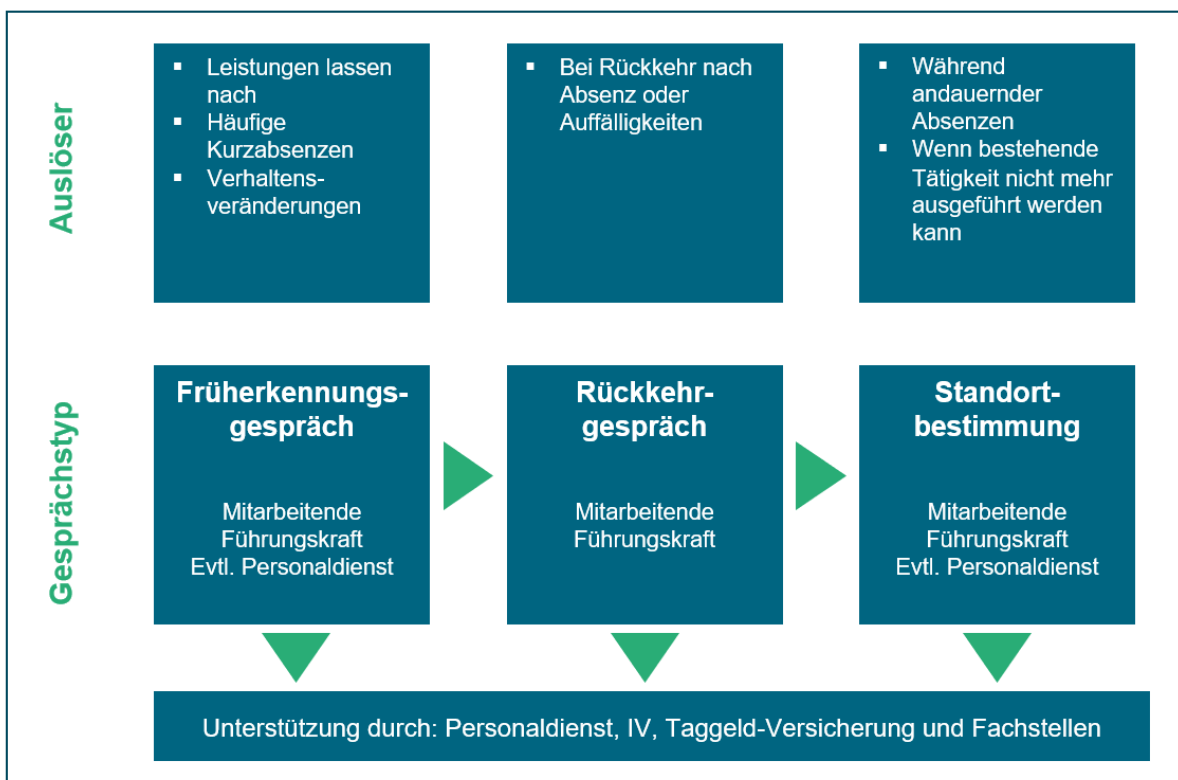 Auslöser
▪ Leistungen lassen
nach
▪ Häufige
Kurzabsenzen
▪ Verhaltens-
veränderungen
▪ Bei Rückkehr nach
Absenz oder
Auffälligkeiten
▪ Während
andauernder
Absenzen
▪ Wenn bestehende
Tätigkeit nicht mehr
ausgeführt werden
kann
Gesprächstyp
Früherkennungs-
gespräch
Mitarbeitende
Führungskraft
Evtl. Personaldienst
Rückkehr-
gespräch
Mitarbeitende
Führungskraft
Standort-
bestimmung
Mitarbeitende
Führungskraft
Evtl. Personaldienst
Unterstützung durch: Personaldienst, IV, Taggeld-Versicherung und Fachstellen